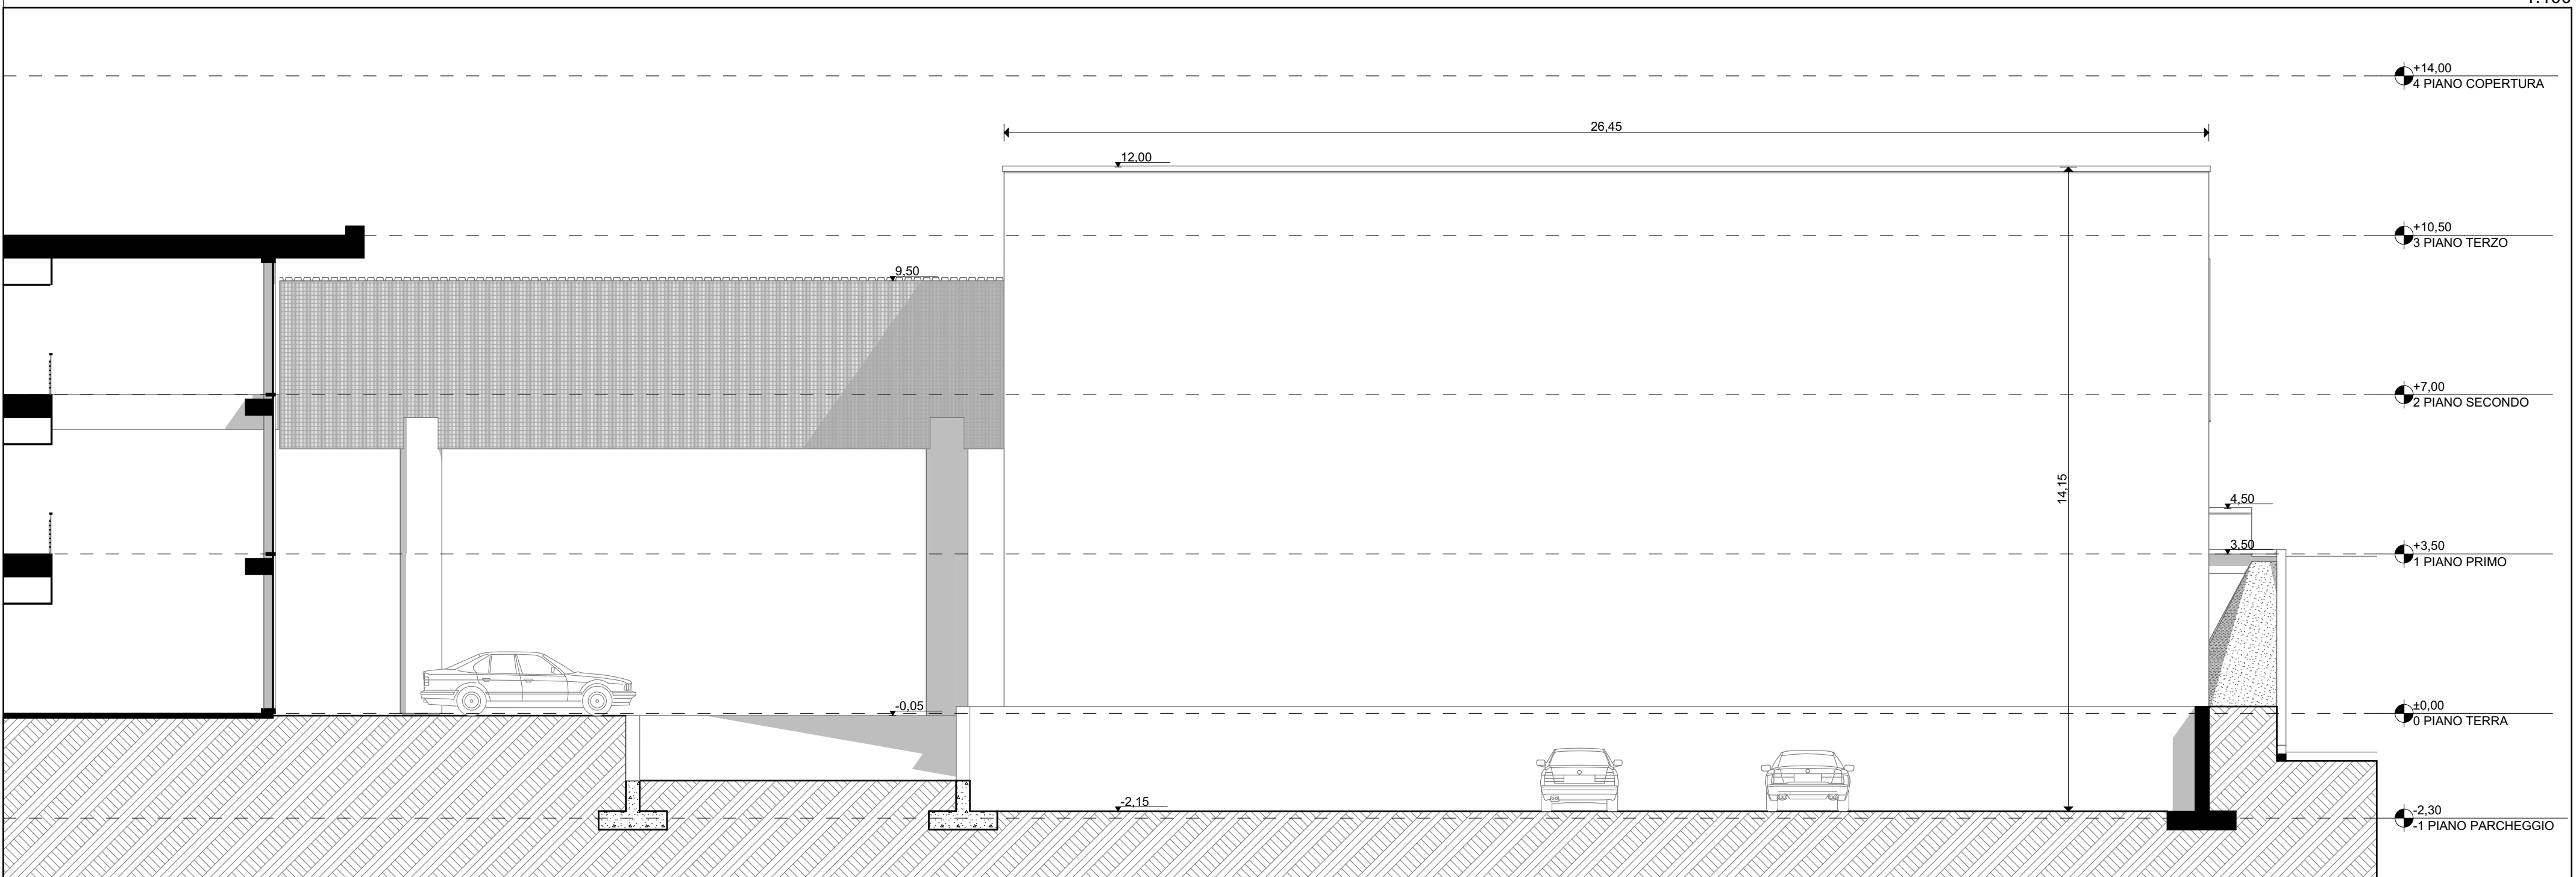 +14,00
4 PIANO COPERTURA
26,45
12,00
+10,50
3 PIANO TERZO
9,50
+7,00
2 PIANO SECONDO
14,15
4,50
3,50
+3,50
1 PIANO PRIMO
-0,05
±0,00
0 PIANO TERRA
-2,15
-2,30
-1 PIANO PARCHEGGIO